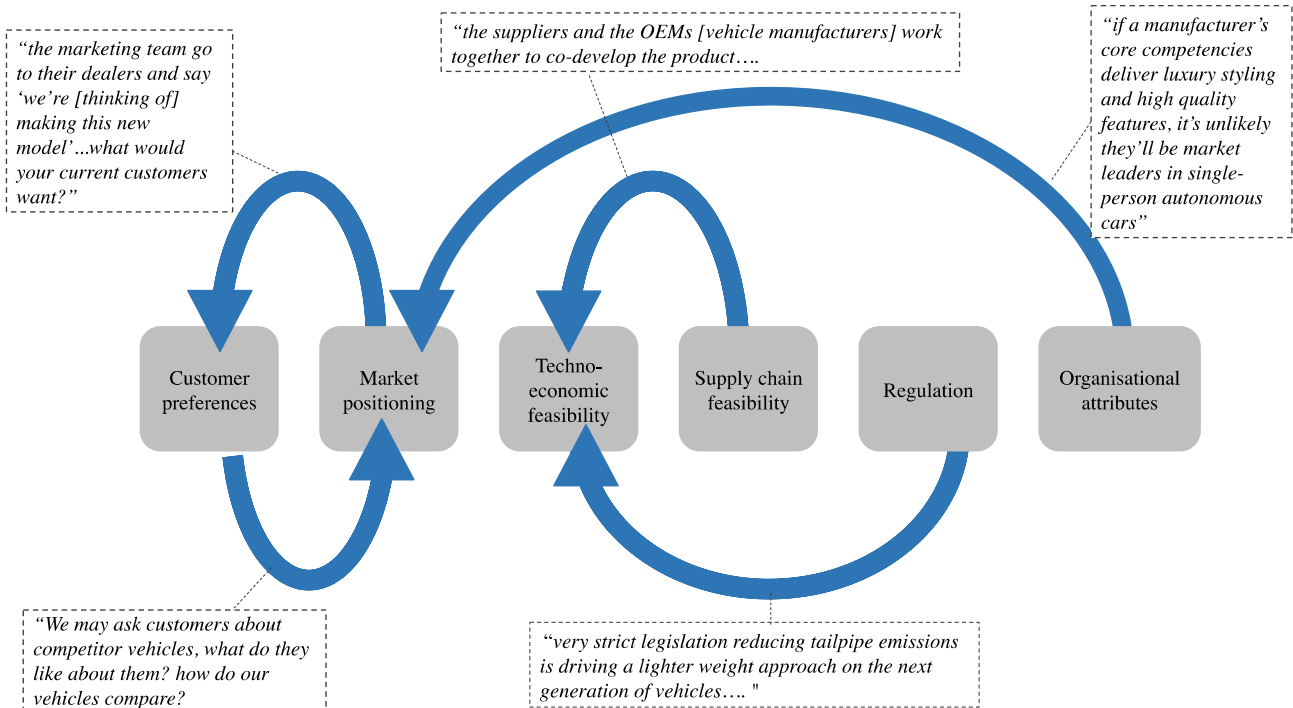 “the marketing team go
to their dealers and say
‘we’re [thinking of]
making this new
model’...what would
your current customers
want?”
“the suppliers and the OEMs [vehicle manufacturers] work
together to co-develop the product….
“if a manufacturer’s
core competencies
deliver luxury styling
and high quality
features, it’s unlikely
they’ll be market
leaders in single-
person autonomous
cars”
Customer
preferences
Market
positioning
Techno-
economic
feasibility
Supply chain
feasibility
Regulation
Organisational
attributes
“We may ask customers about
competitor vehicles, what do they
like about them? how do our
vehicles compare?
“very strict legislation reducing tailpipe emissions
is driving a lighter weight approach on the next
generation of vehicles…. "